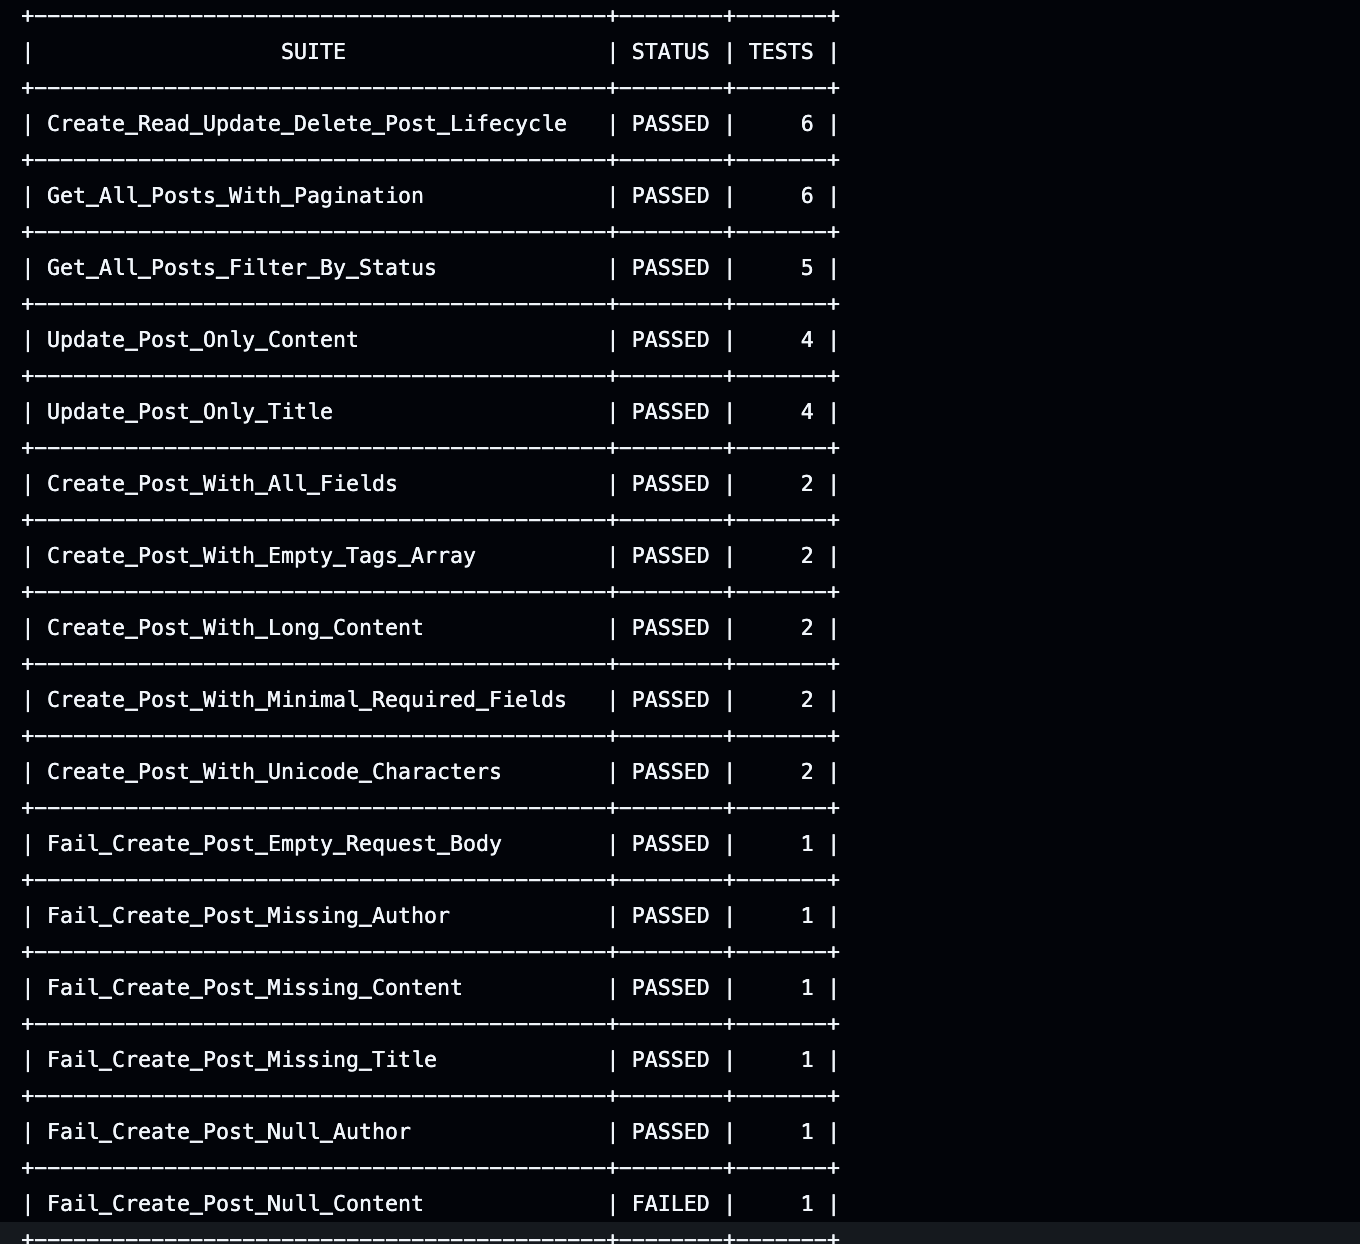 +--------------------------------------------+--------+-------+
|                   SUITE                    | STATUS | TESTS |
+--------------------------------------------+--------+-------+
| Create_Read_Update_Delete_Post_Lifecycle   | PASSED |     6 |
+--------------------------------------------+--------+-------+
| Get_All_Posts_With_Pagination              | PASSED |     6 |
+--------------------------------------------+--------+-------+
| Get_All_Posts_Filter_By_Status             | PASSED |     5 |
+--------------------------------------------+--------+-------+
| Update_Post_Only_Content                   | PASSED |     4 |
+--------------------------------------------+--------+-------+
| Update_Post_Only_Title                     | PASSED |     4 |
+--------------------------------------------+--------+-------+
| Create_Post_With_All_Fields                | PASSED |     2 |
+--------------------------------------------+--------+-------+
| Create_Post_With_Empty_Tags_Array          | PASSED |     2 |
+--------------------------------------------+--------+-------+
| Create_Post_With_Long_Content              | PASSED |     2 |
+--------------------------------------------+--------+-------+
| Create_Post_With_Minimal_Required_Fields   | PASSED |     2 |
+--------------------------------------------+--------+-------+
| Create_Post_With_Unicode_Characters        | PASSED |     2 |
+--------------------------------------------+--------+-------+
| Fail_Create_Post_Empty_Request_Body        | PASSED |     1 |
+--------------------------------------------+--------+-------+
| Fail_Create_Post_Missing_Author            | PASSED |     1 |
+--------------------------------------------+--------+-------+
| Fail_Create_Post_Missing_Content           | PASSED |     1 |
+--------------------------------------------+--------+-------+
| Fail_Create_Post_Missing_Title             | PASSED |     1 |
+--------------------------------------------+--------+-------+
| Fail_Create_Post_Null_Author               | PASSED |     1 |
+--------------------------------------------+--------+-------+
| Fail_Create_Post_Null_Content              | FAILED |     1 |
+--------------------------------------------+--------+-------+